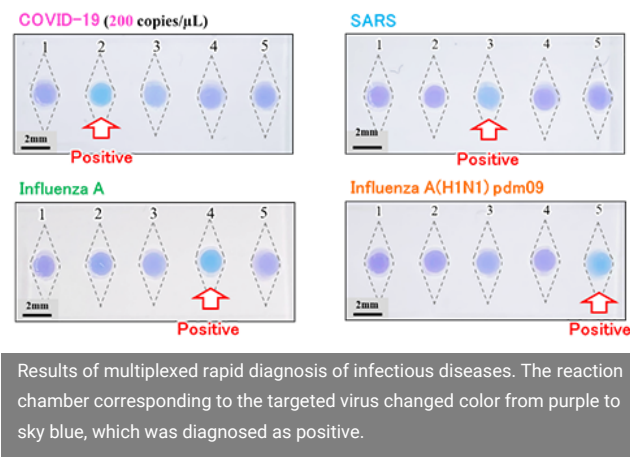 COVID-19 (200 copies/µL)
1 2 3 4 5
2mm
Positive
SARS
1 2 3 4 5
2mm
Positive
Influenza A
1 2 3 4 5
2mm
Positive
Influenza A(H1N1) pdm09
1 2 3 4 5
2mm
Positive
Results of multiplexed rapid diagnosis of infectious diseases. The reaction
chamber corresponding to the targeted virus changed color from purple to
sky blue, which was diagnosed as positive.